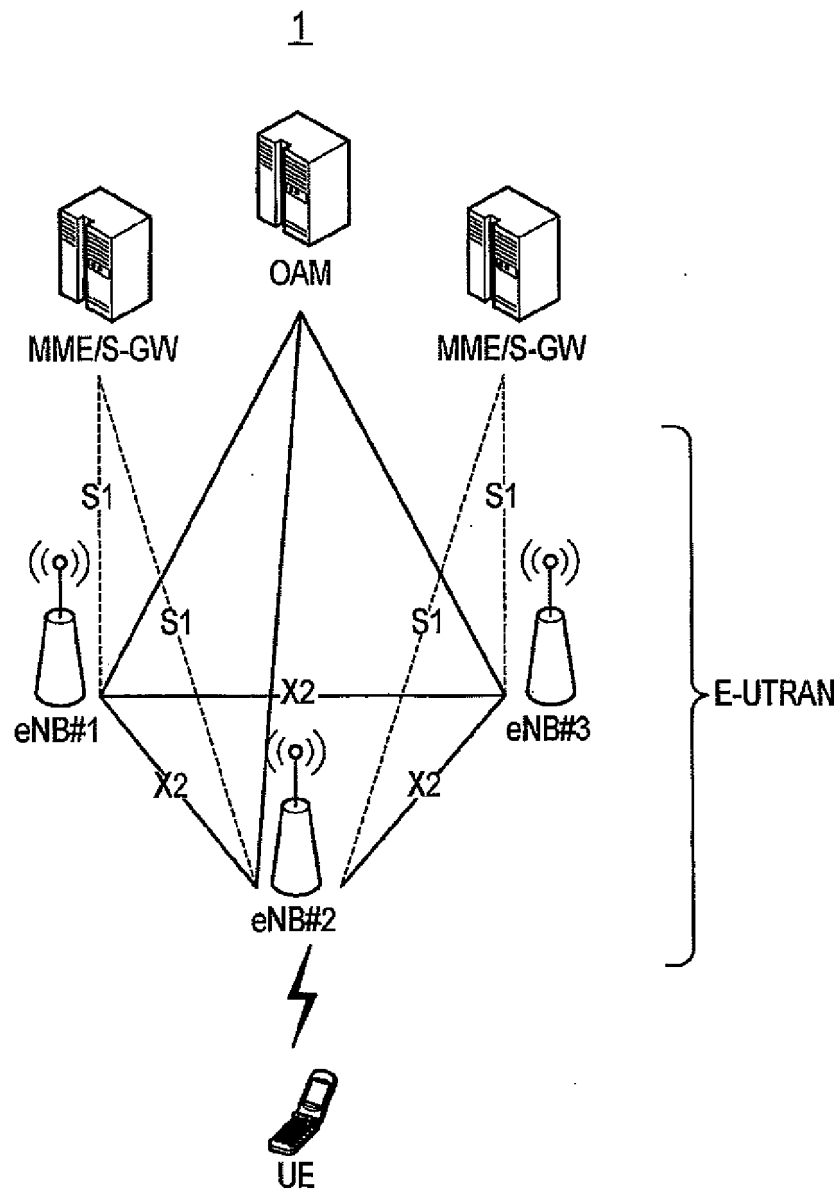 1
OAM
MME/S-GW
MME/S-GW
S1
S1
S1
S1
E-UTRAN
X2
eNB#1
eNB#3
X2
X2
eNB#2
UE